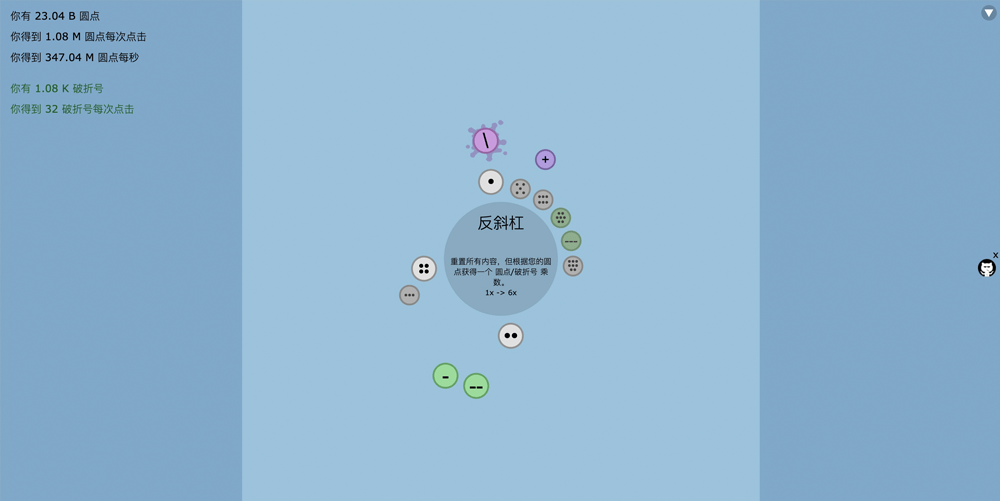 你有 23.04 B 圆点
你得到 1.08 M 圆点每次点击
你得到 347.04 M 圆点每秒
你有 1.08 K 破折号
你得到 32 破折号每次点击
\
+
反斜杠
重置所有内容，但根据您的圆
点获得一个 圆点/破折号 乘
数。
1x -> 6x
x